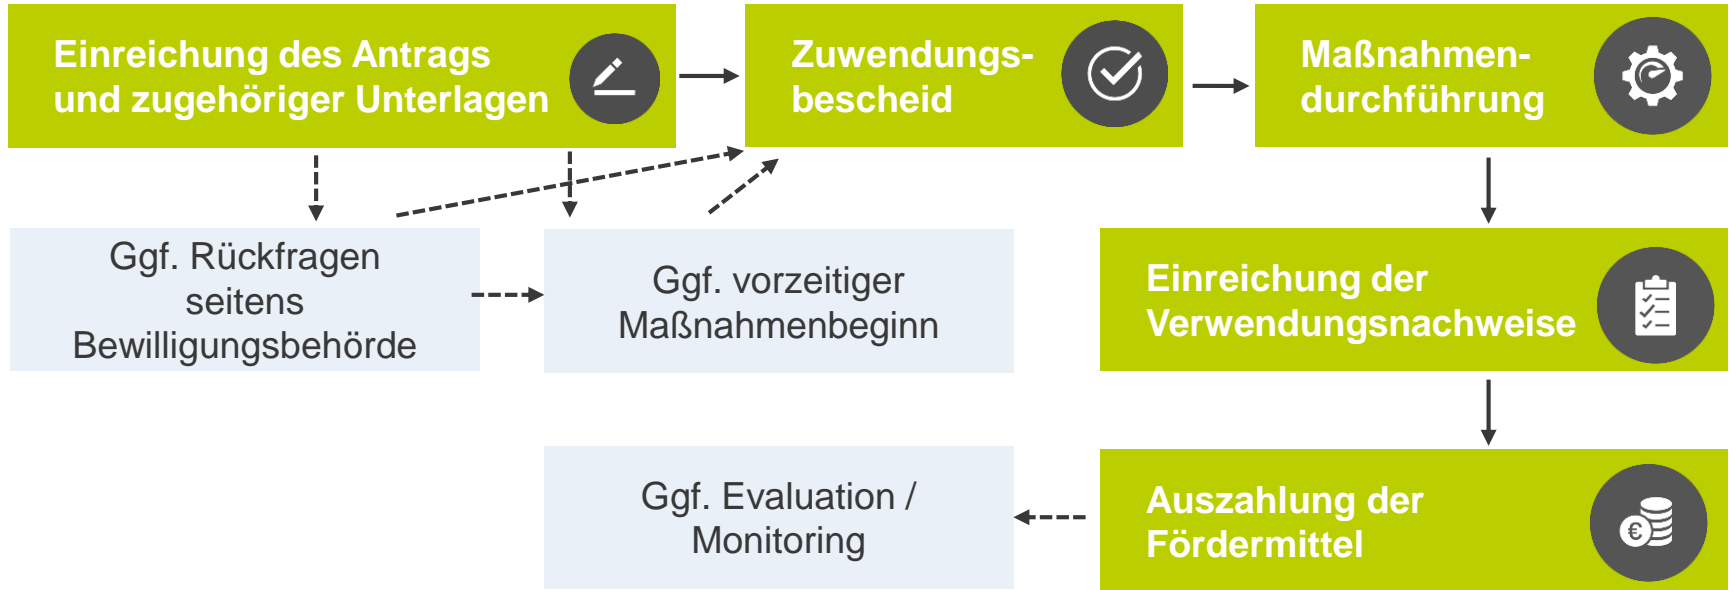 Einreichung des Antrags
und zugehöriger Unterlagen
Zuwendungs-
bescheid
Maßnahmen-
durchführung
Ggf. Rückfragen
seitens
Bewilligungsbehörde
Ggf. vorzeitiger
Maßnahmenbeginn
Einreichung der
Verwendungsnachweise
Ggf. Evaluation /
Monitoring
Auszahlung der
Fördermittel
€